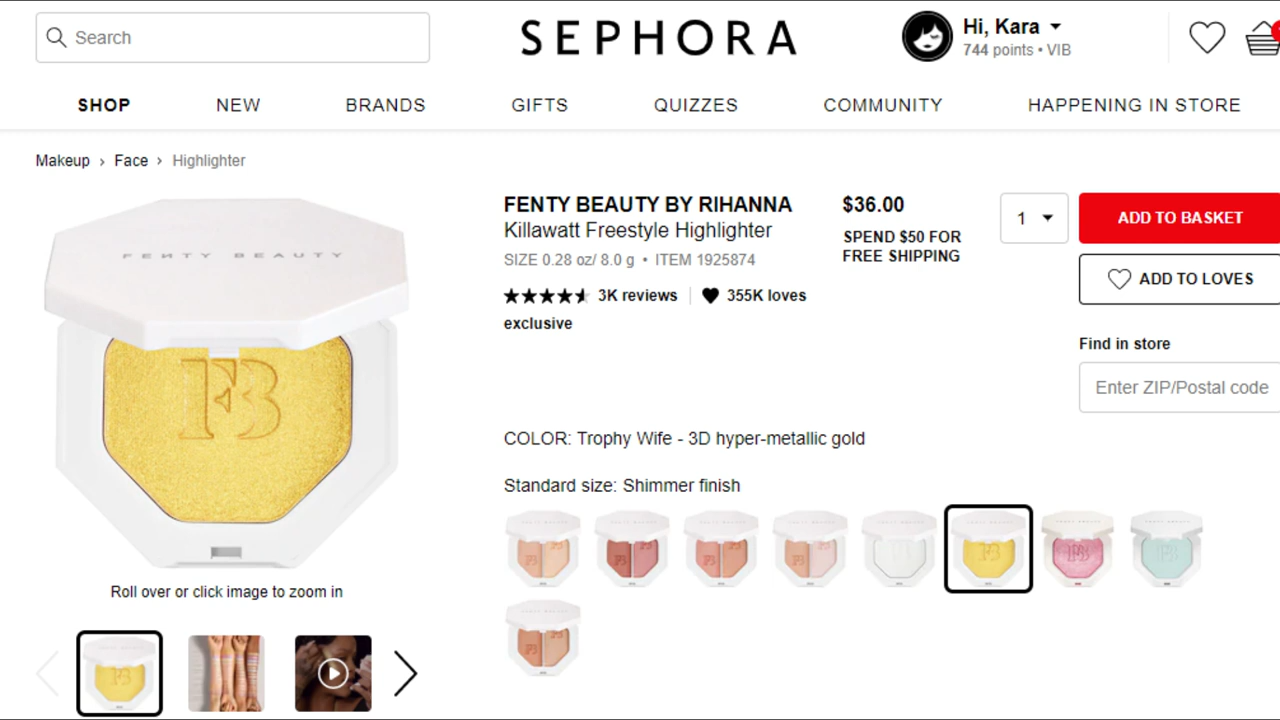 Search
SEPHORA
Hi, Kara
744 points • VIB
SHOP NEW BRANDS GIFTS QUIZZES COMMUNITY HAPPENING IN STORE
Makeup › Face › Highlighter
FENTY BEAUTY
FB
Roll over or click image to zoom in
FENTY BEAUTY BY RIHANNA
Killawatt Freestyle Highlighter
SIZE 0.28 oz/ 8.0 g • ITEM 1925874
3K reviews 355K loves
exclusive
$36.00
SPEND $50 FOR
FREE SHIPPING
1
ADD TO BASKET
ADD TO LOVES
Find in store
Enter ZIP/Postal code
COLOR: Trophy Wife - 3D hyper-metallic gold
Standard size: Shimmer finish